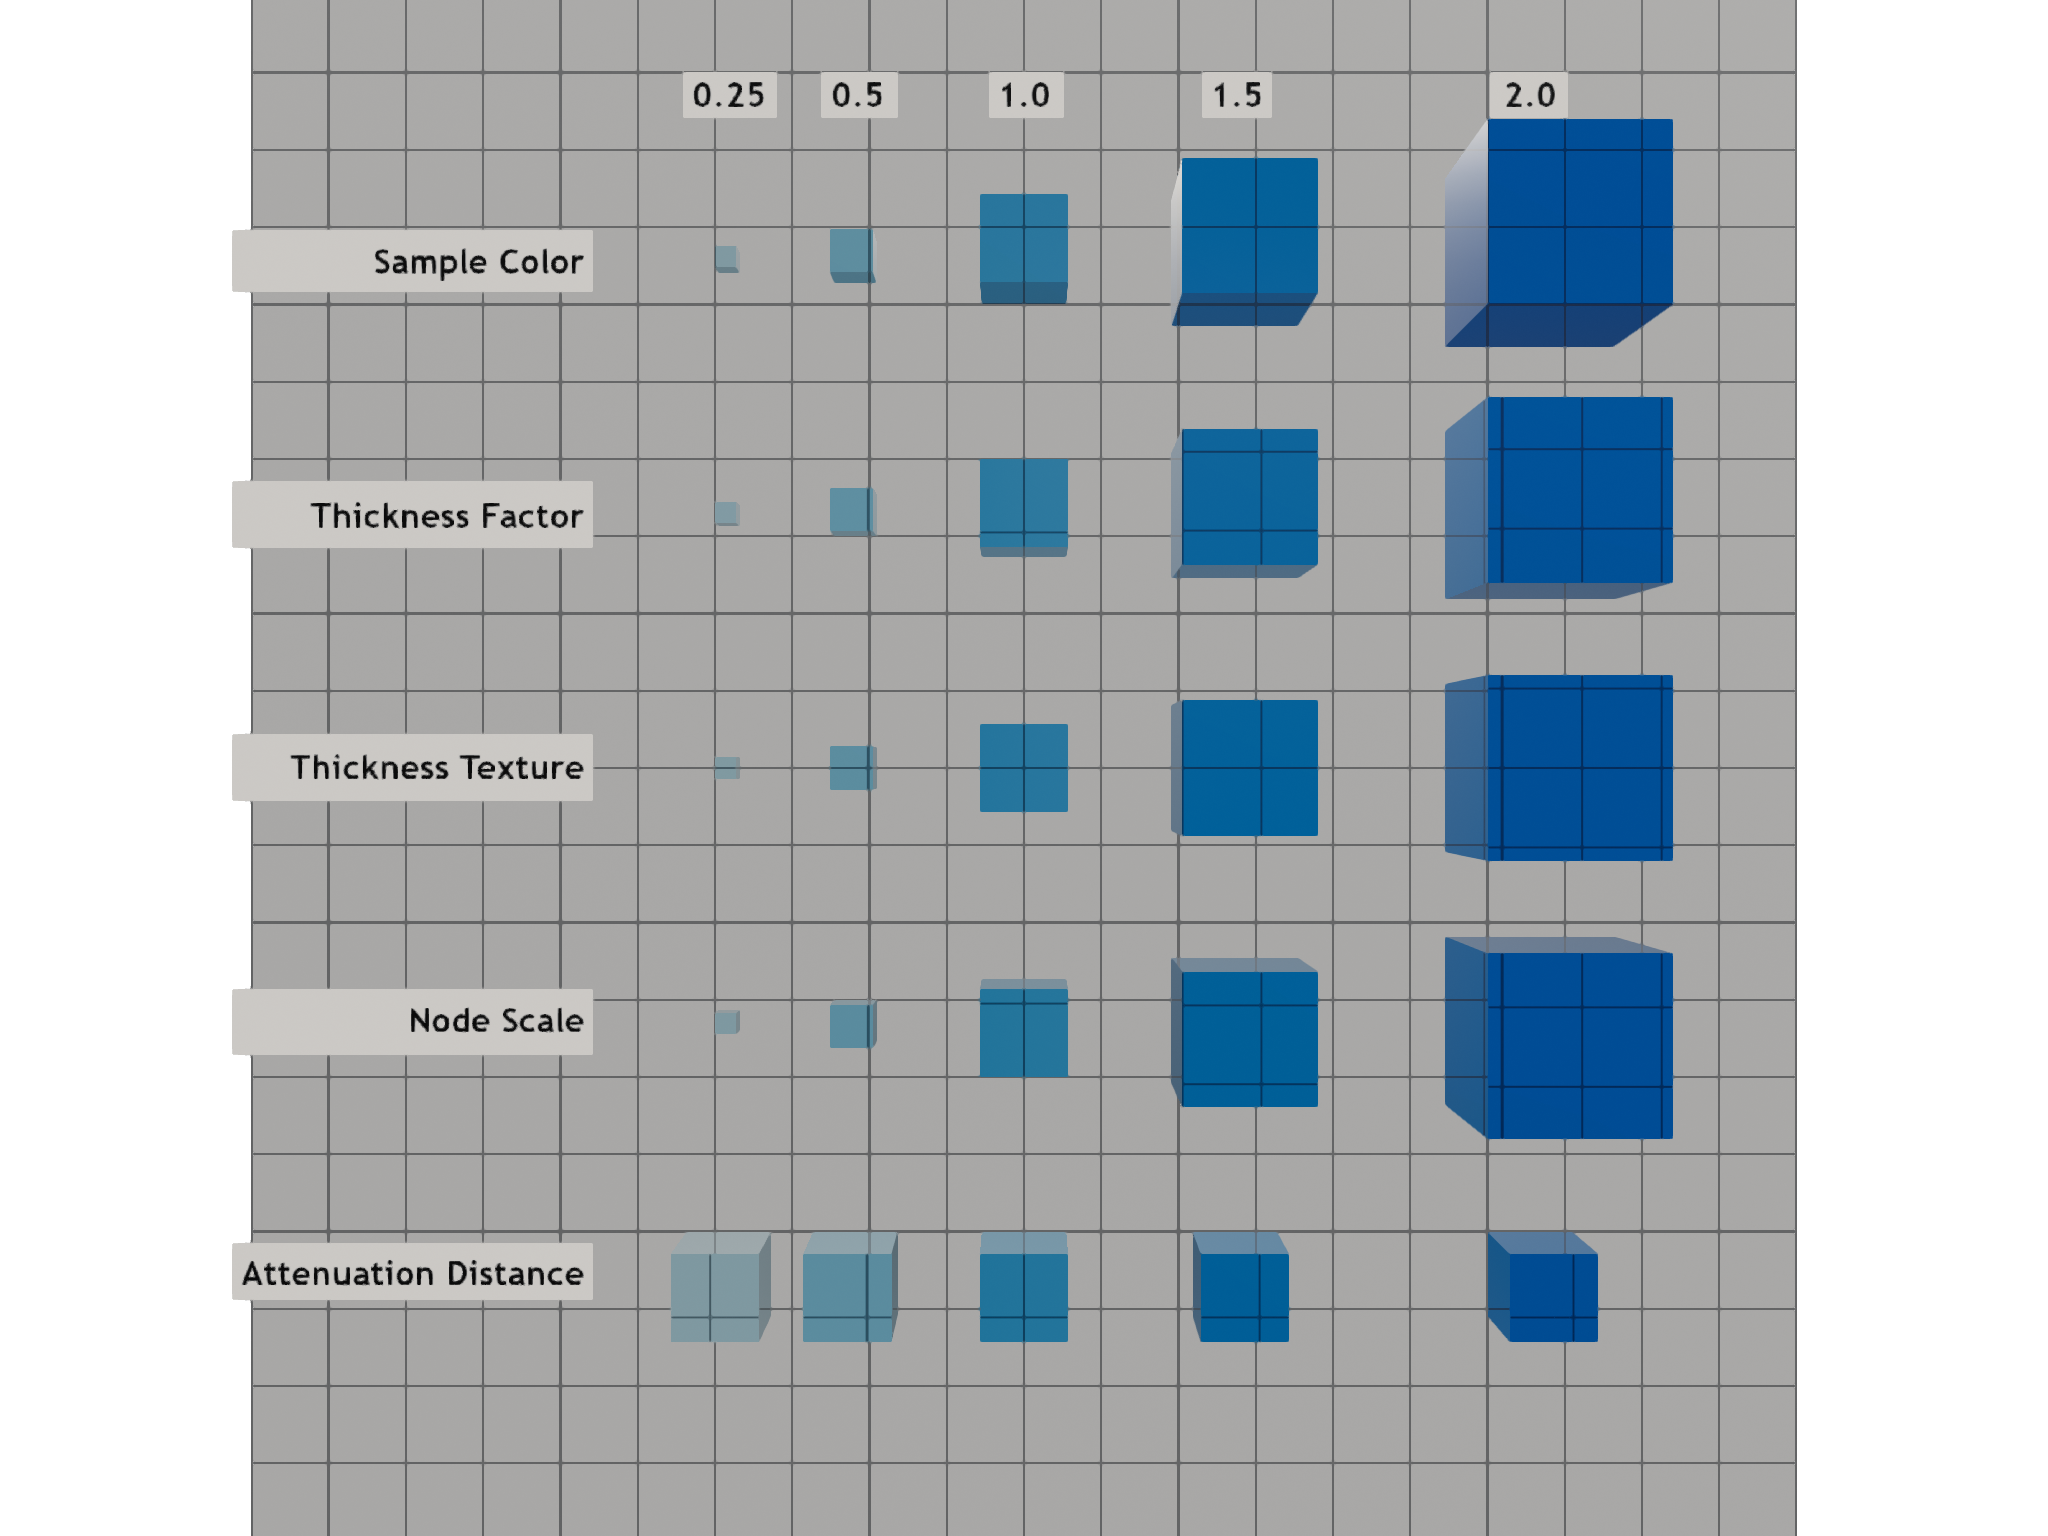 0.25 0.5 1.0 1.5 2.0
Sample Color
Thickness Factor
Thickness Texture
Node Scale
Attenuation Distance